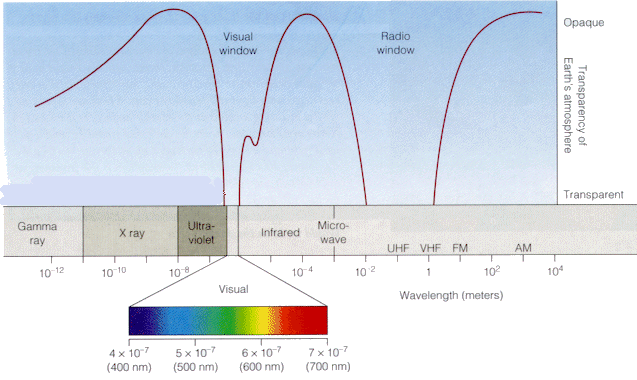 Visual
window
Radio
window
Opaque
Transparency of
Earth's atmosphere
Transparent
Gamma
ray
X ray
Ultra-
violet
Infrared
Micro-
wave
UHF VHF FM AM
10⁻¹² 10⁻¹⁰ 10⁻⁸ 10⁻⁴ 10⁻² 1 10² 10⁴
Visual
Wavelength (meters)
4 × 10⁻⁷ 5 × 10⁻⁷ 6 × 10⁻⁷ 7 × 10⁻⁷
(400 nm) (500 nm) (600 nm) (700 nm)